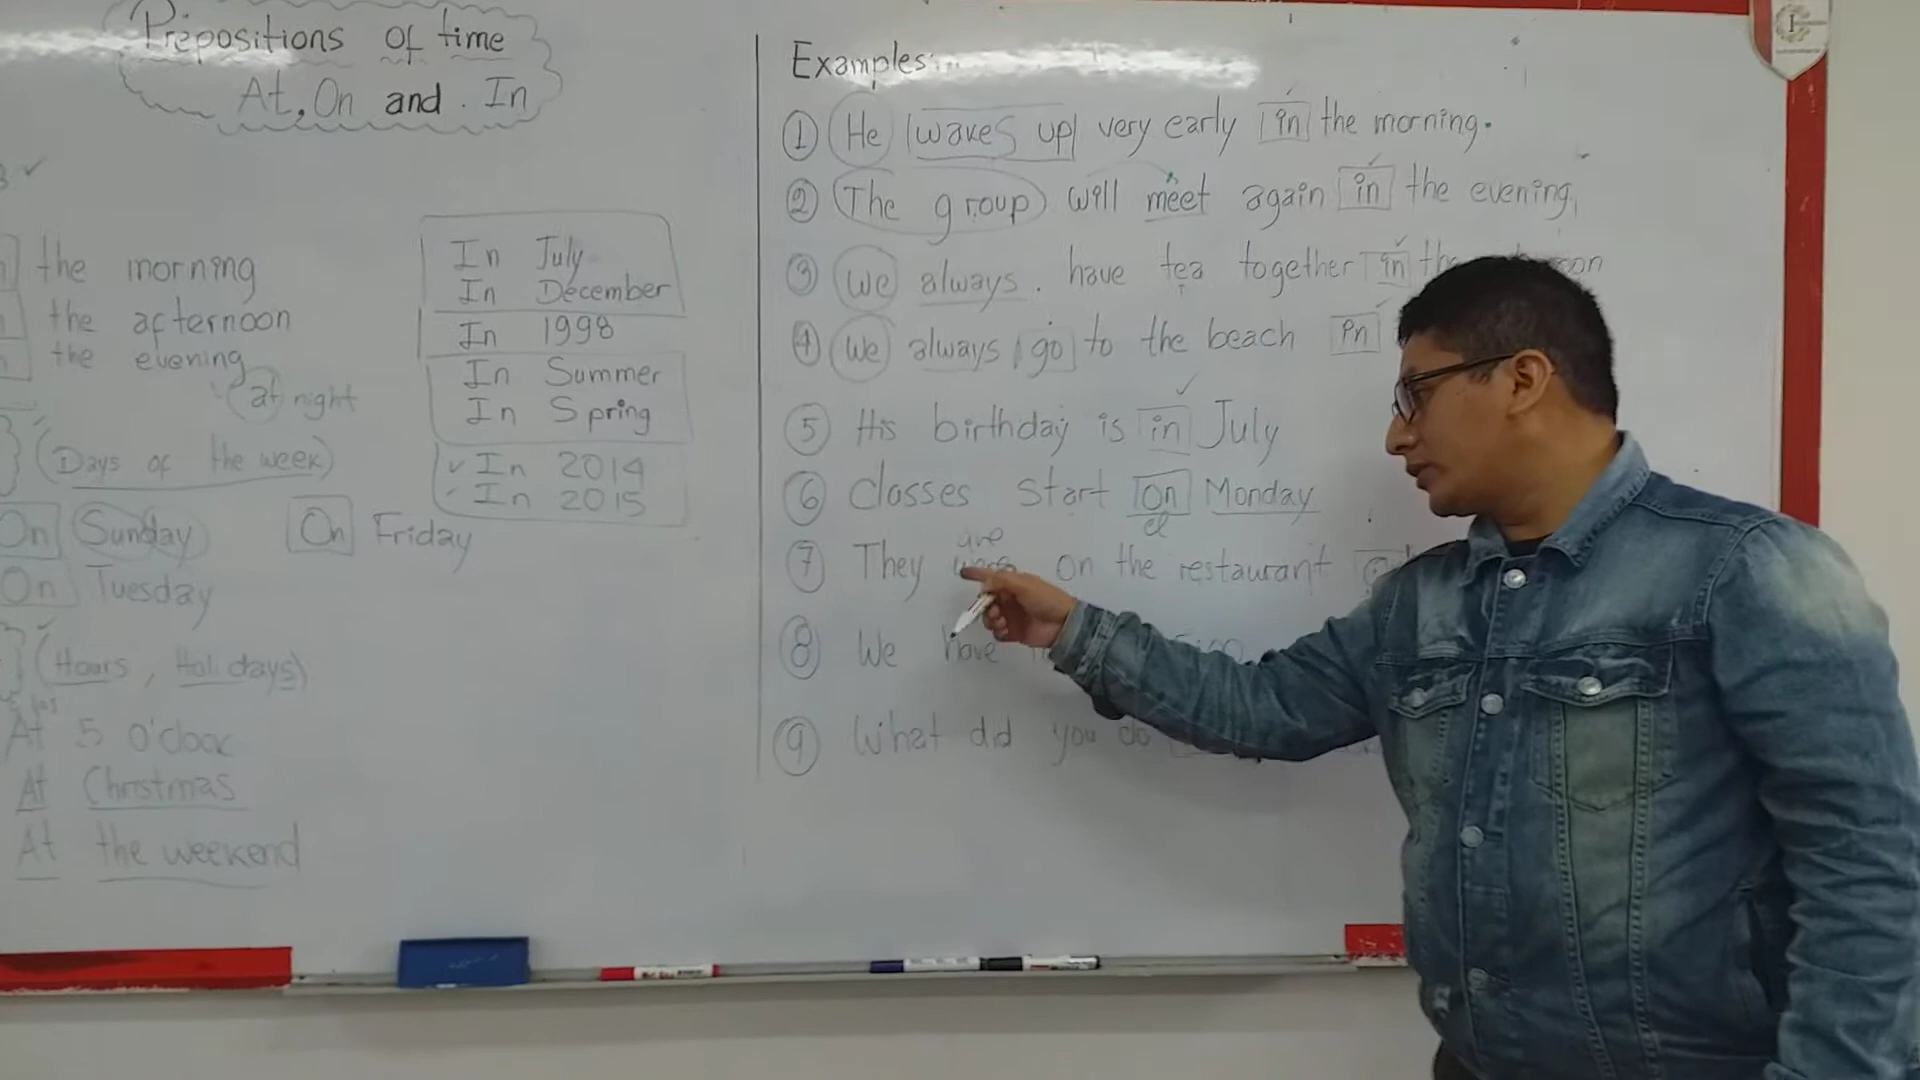 Prepositions of time
At, On and . In
the morning
the afternoon
the evening
at night
(Days of the week)
On Sunday
On Friday
On Tuesday
(Hours, Holidays)
At 5 o'clock
At Christmas
At the weekend
In July
In December
In 1998
In Summer
In Spring
In 2014
In 2015
Examples:
1 He wakes up very early in the morning.
2 The group will meet again in the evening,
3 We always. have tea together in
4 We always go to the beach in
5 His birthday is in July
6 Classes start On Monday
el
are
7 They on the restaurant
8 We have
9 What did you do